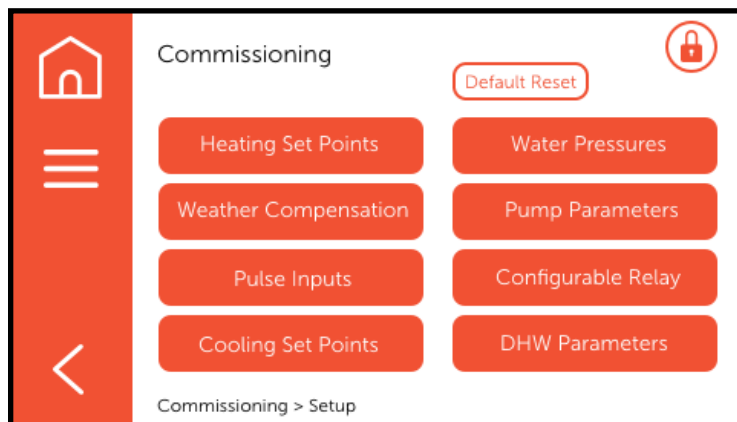 Commissioning
Default Reset
Heating Set Points
Water Pressures
Weather Compensation
Pump Parameters
Pulse Inputs
Configurable Relay
Cooling Set Points
DHW Parameters
Commissioning > Setup